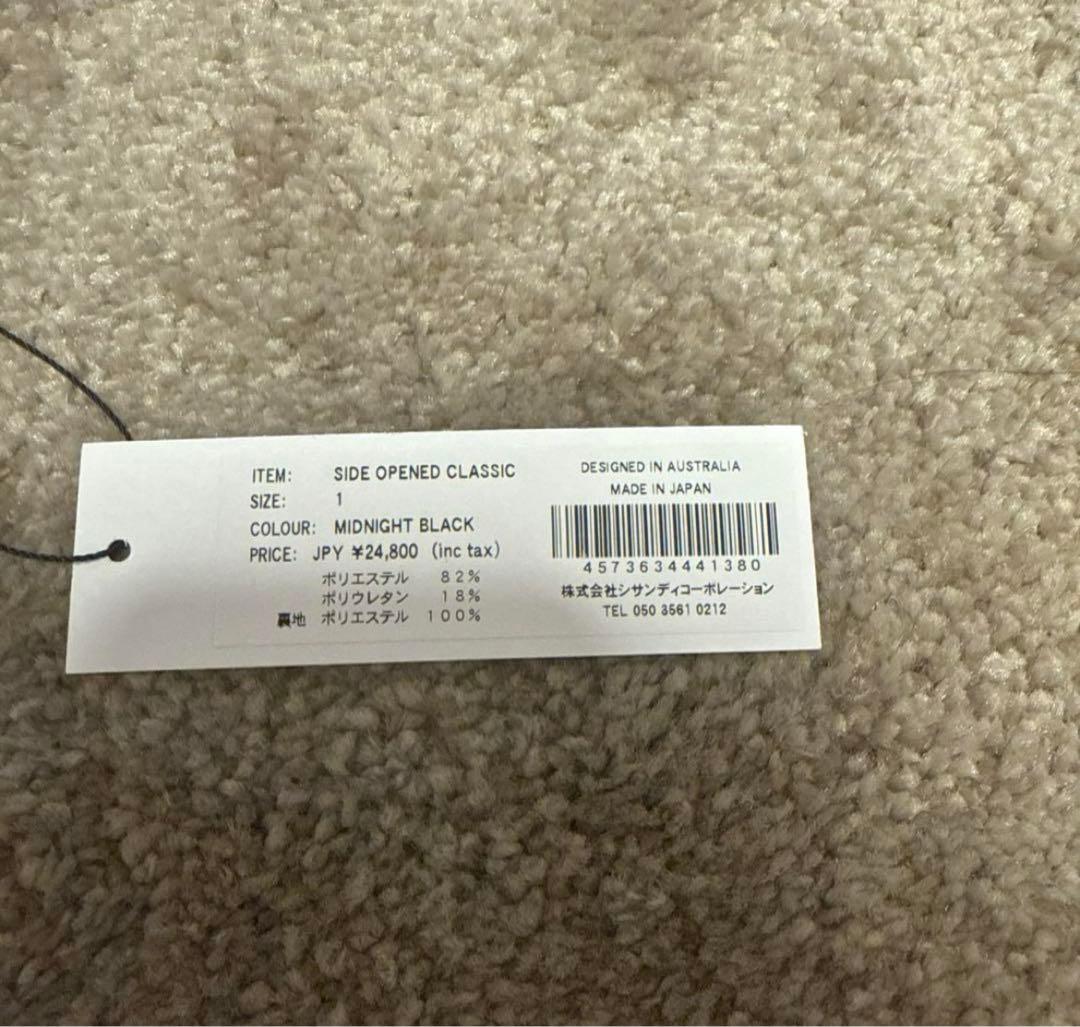 ITEM: SIDE OPENED CLASSIC
SIZE: 1
COLOUR: MIDNIGHT BLACK
PRICE: JPY ¥24,800 (inc tax)
ポリエステル 82%
ポリウレタン 18%
裏地 ポリエステル 100%
DESIGNED IN AUSTRALIA
MADE IN JAPAN
4573634441380
株式会社シサンディコーポレーション
TEL 050 3561 0212